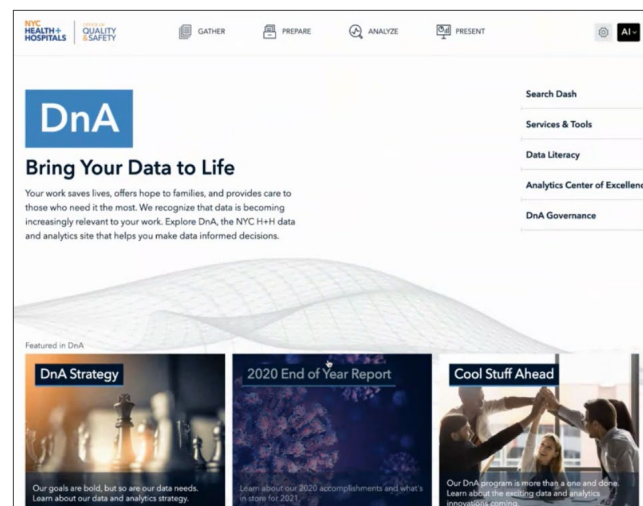 NYC
HEALTH+
HOSPITALS
QUALITY
&SAFETY
GATHER
PREPARE
ANALYZE
PRESENT
AI
DnA
Bring Your Data to Life
Your work saves lives, offers hope to families, and provides care to
those who need it the most. We recognize that data is becoming
increasingly relevant to your work. Explore DnA, the NYC H+H data
and analytics site that helps you make data informed decisions.
Search Dash
Services & Tools
Data Literacy
Analytics Center of Excellenc
DnA Governance
Featured in DnA
DnA Strategy
Our goals are bold, but so are our data needs.
Learn about our data and analytics strategy.
2020 End of Year Report
Learn about our 2020 accomplishments and what's
in store for 2021.
Cool Stuff Ahead
Our DnA program is more than a one and done.
Learn about the exciting data and analytics
innovations coming.